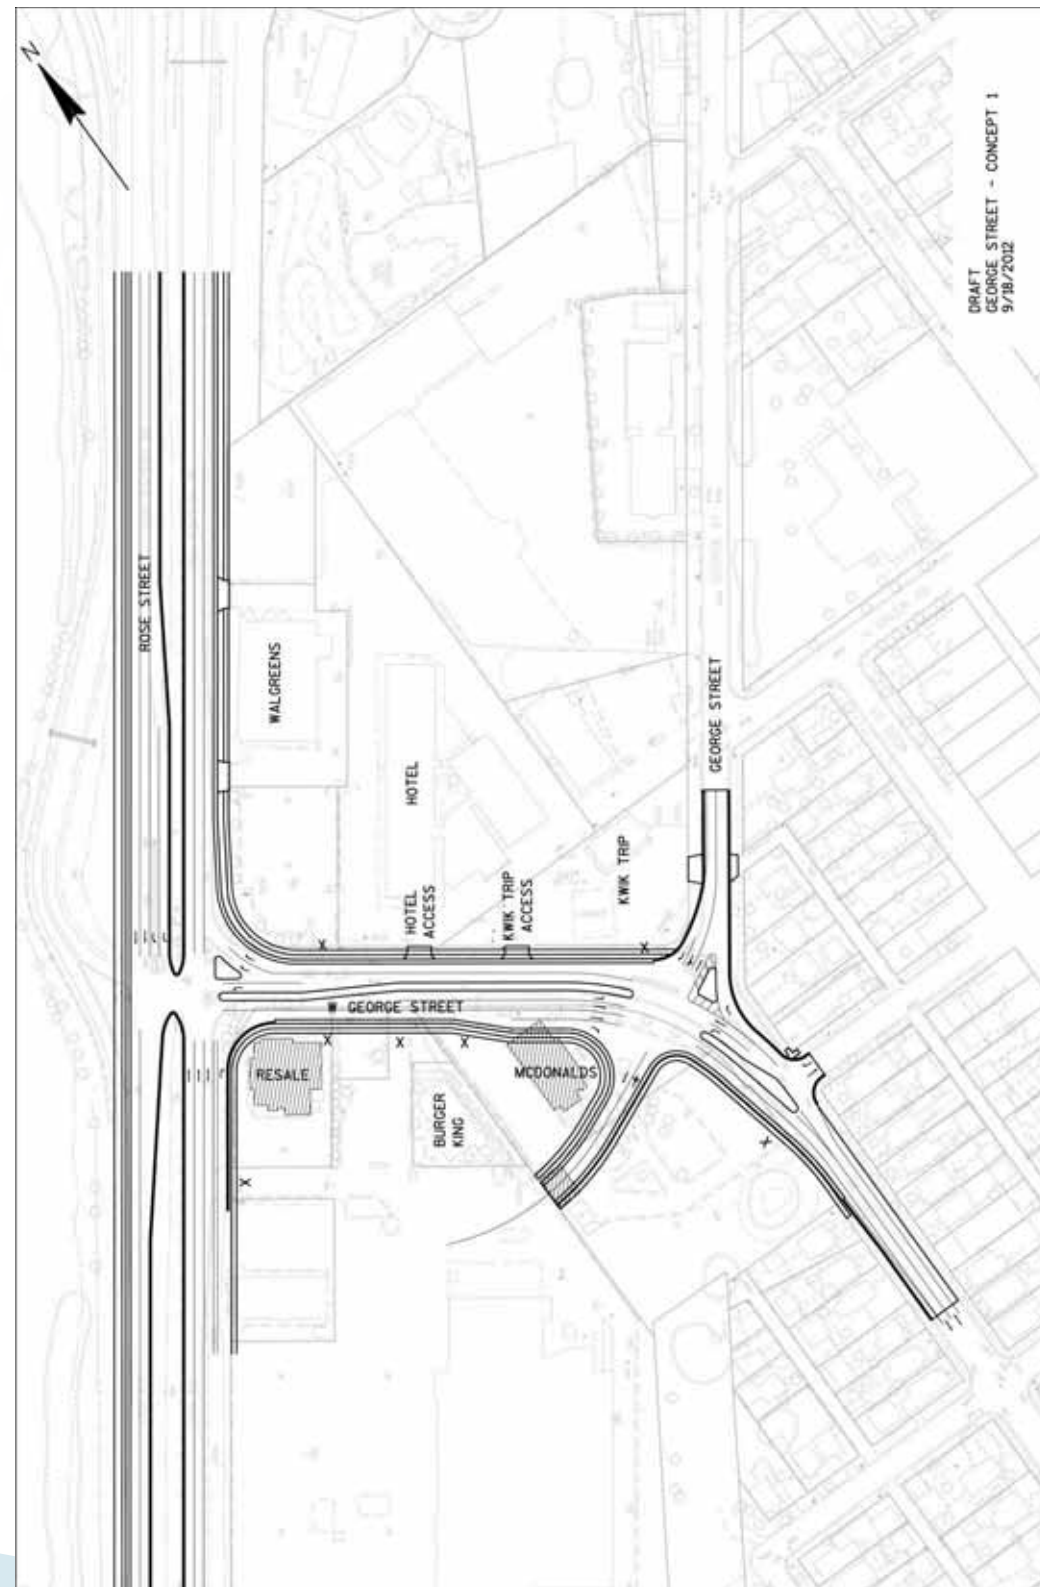 N
DRAFT
GEORGE STREET - CONCEPT 1
9/18/2012
ROSE STREET
WALGREENS
HOTEL
GEORGE STREET
HOTEL
ACCESS
KWIK TRIP
ACCESS
KWIK TRIP
W GEORGE STREET
RESALE
MCDONALDS
BURGER
KING